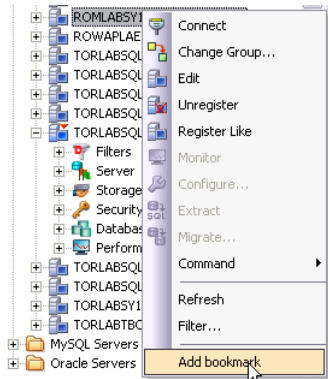 ROMLABSY1
ROWAPLAE
TORLABSQL
TORLABSQL
TORLABSQL
TORLABSQL
TORLABSQL
Filters
Server
Storage
Security
Databas
Perform
TORLABSQL
TORLABSQL
TORLABSY1
TORLABTBC
MySQL Servers
Oracle Servers
Connect
Change Group...
Edit
Unregister
Register Like
Monitor
Configure...
Extract
Migrate...
Command
Refresh
Filter...
Add bookmark